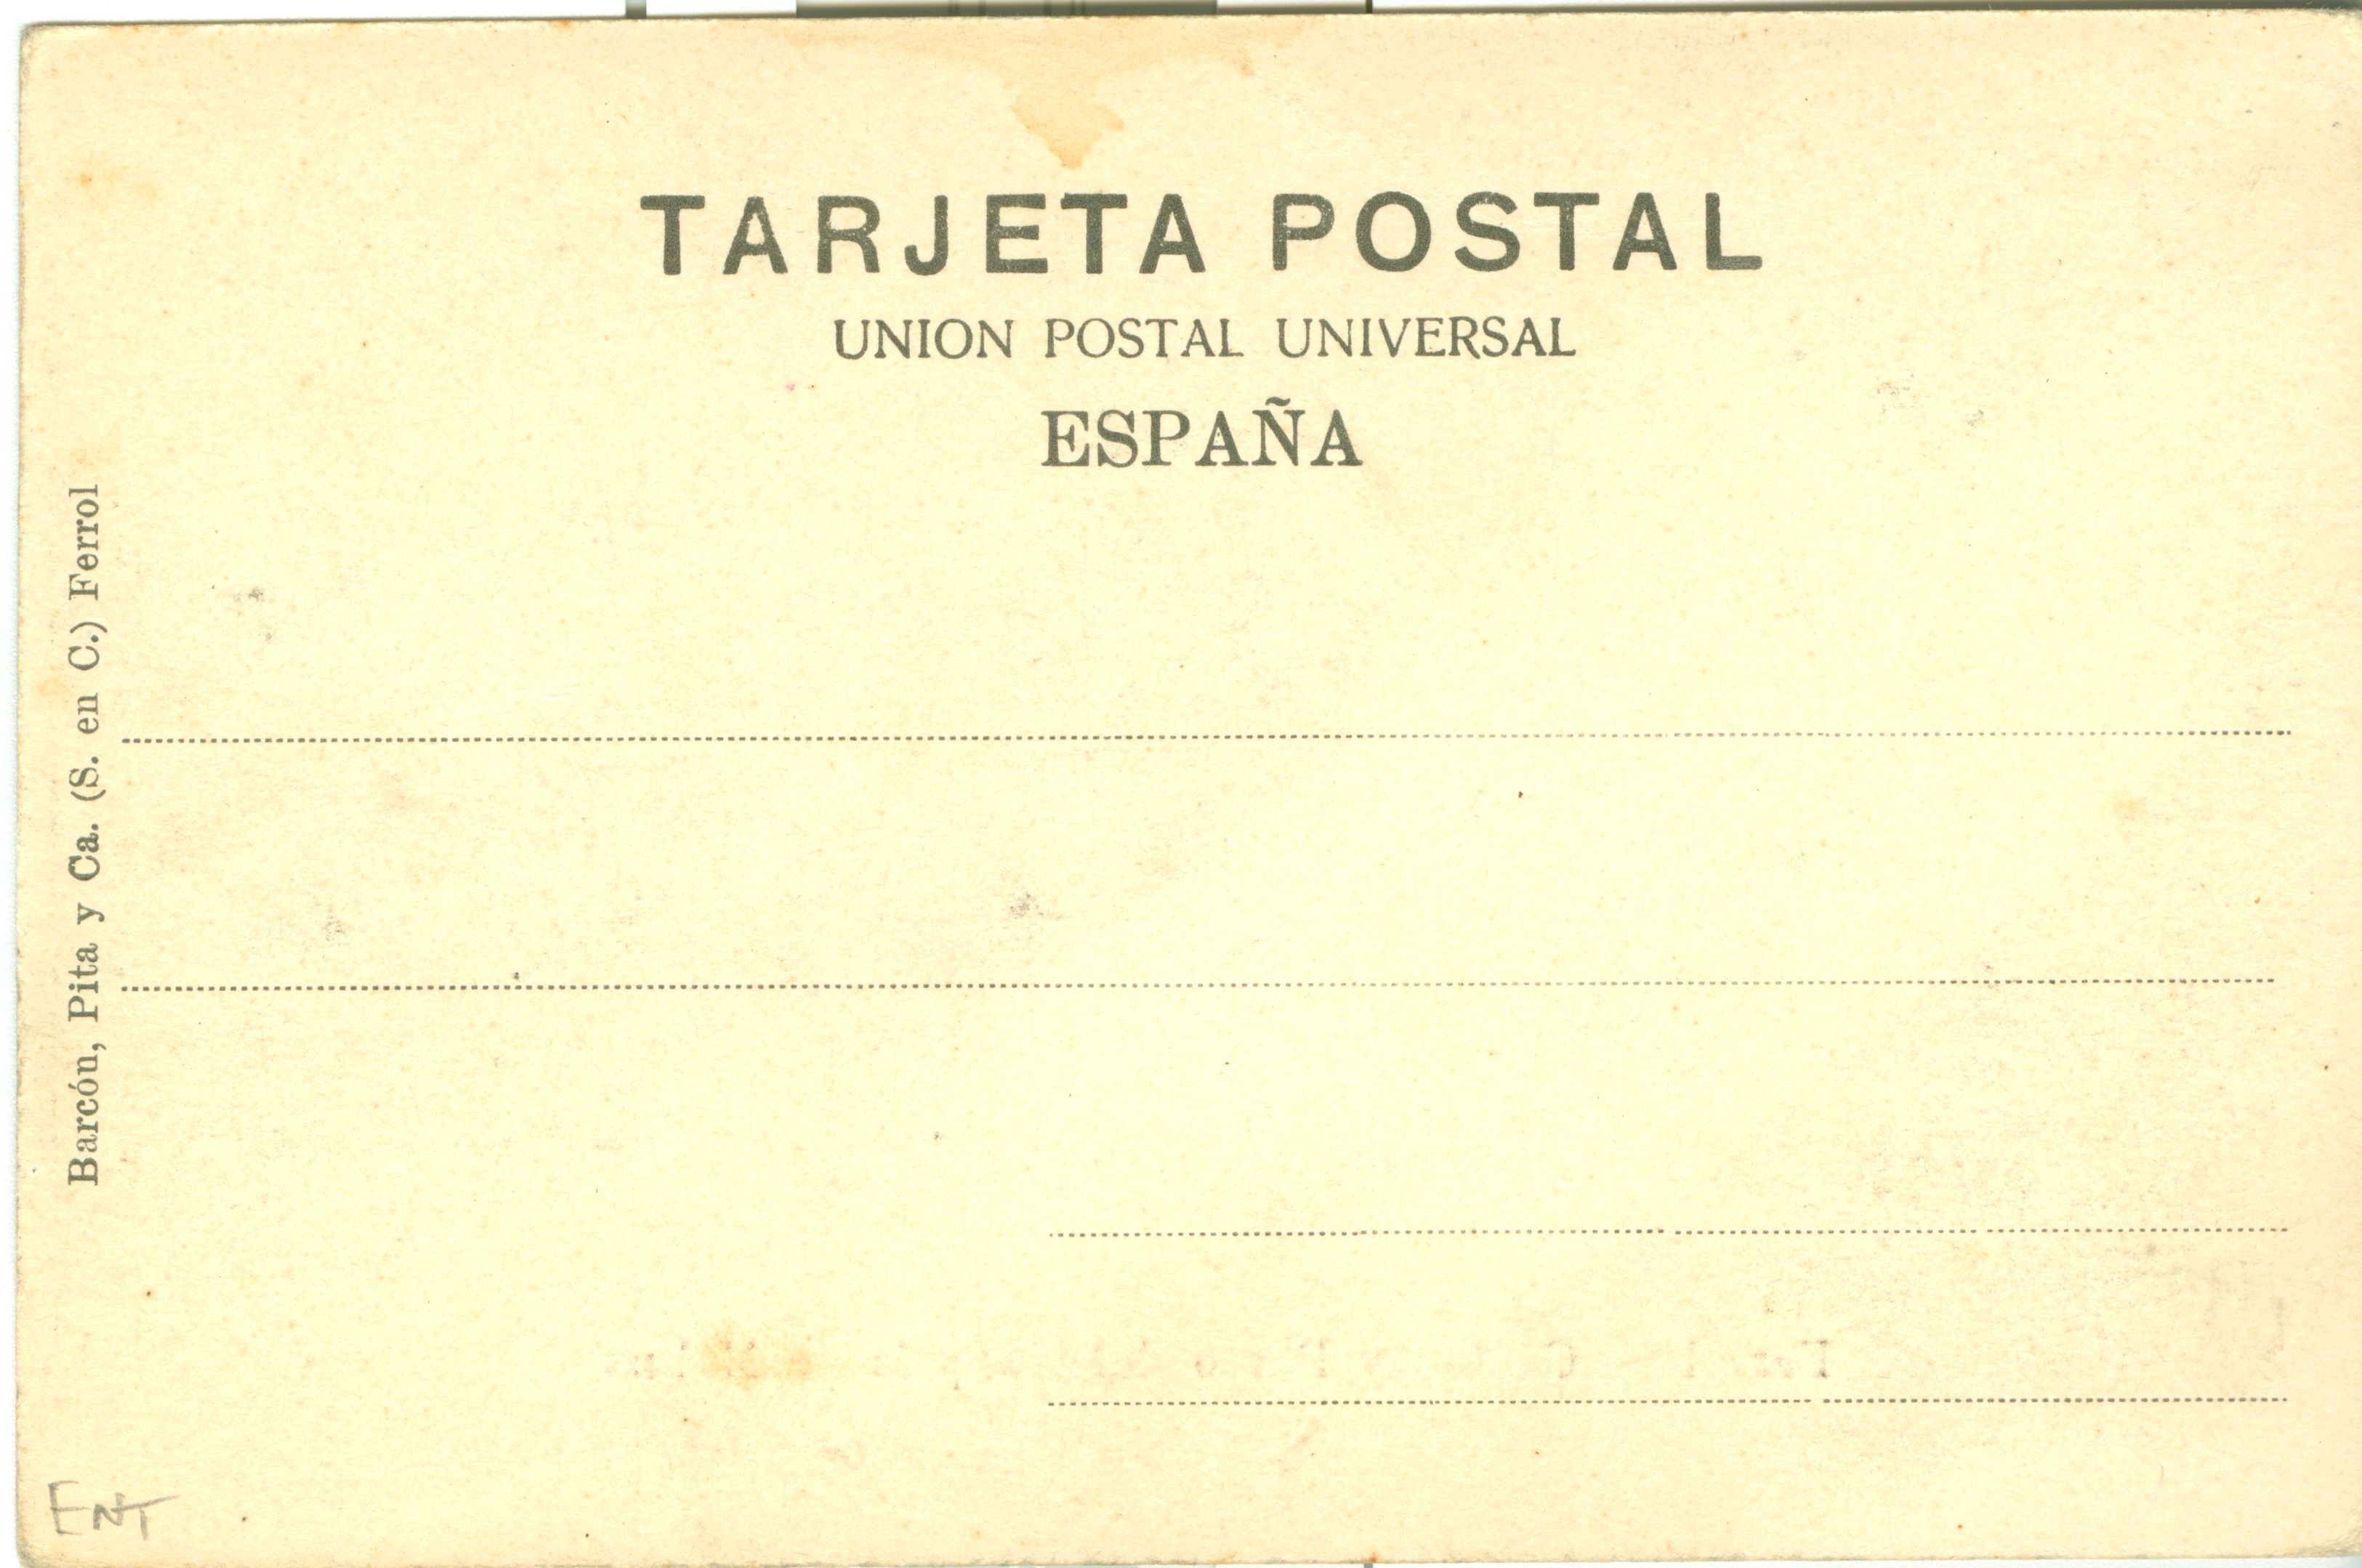 TARJETA POSTAL
UNION POSTAL UNIVERSAL
ESPAÑA
Barcón, Pita y Ca. (S. en C.) Ferrol
ENT